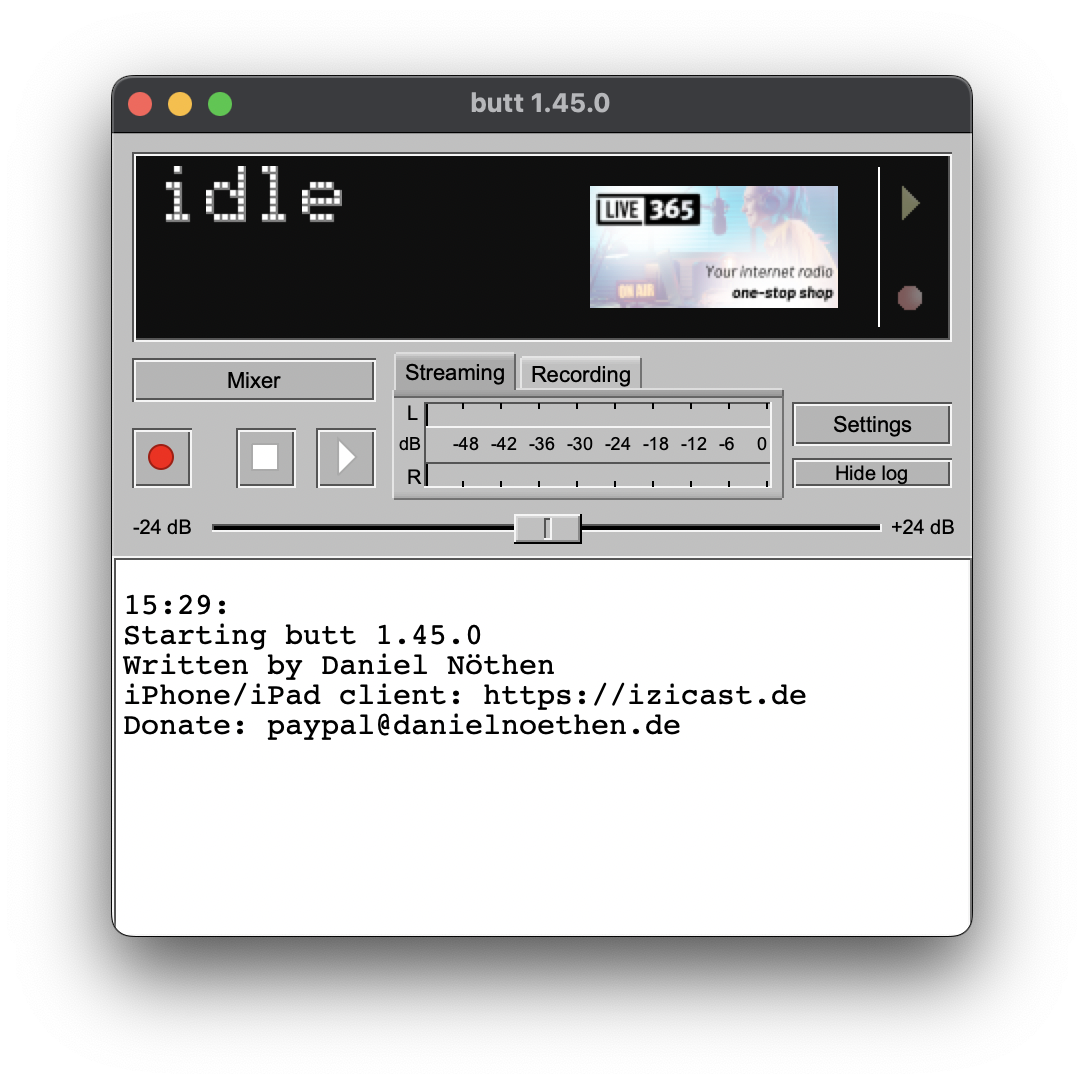 butt 1.45.0
idle
LIVE 365
Your internet radio
one-stop shop
ON AIR
Mixer
Streaming
Recording
L
dB
-48 -42 -36 -30 -24 -18 -12 -6 0
R
Settings
Hide log
-24 dB
+24 dB
15:29:
Starting butt 1.45.0
Written by Daniel Nöthen
iPhone/iPad client: https://izicast.de
Donate: paypal@danielnoethen.de